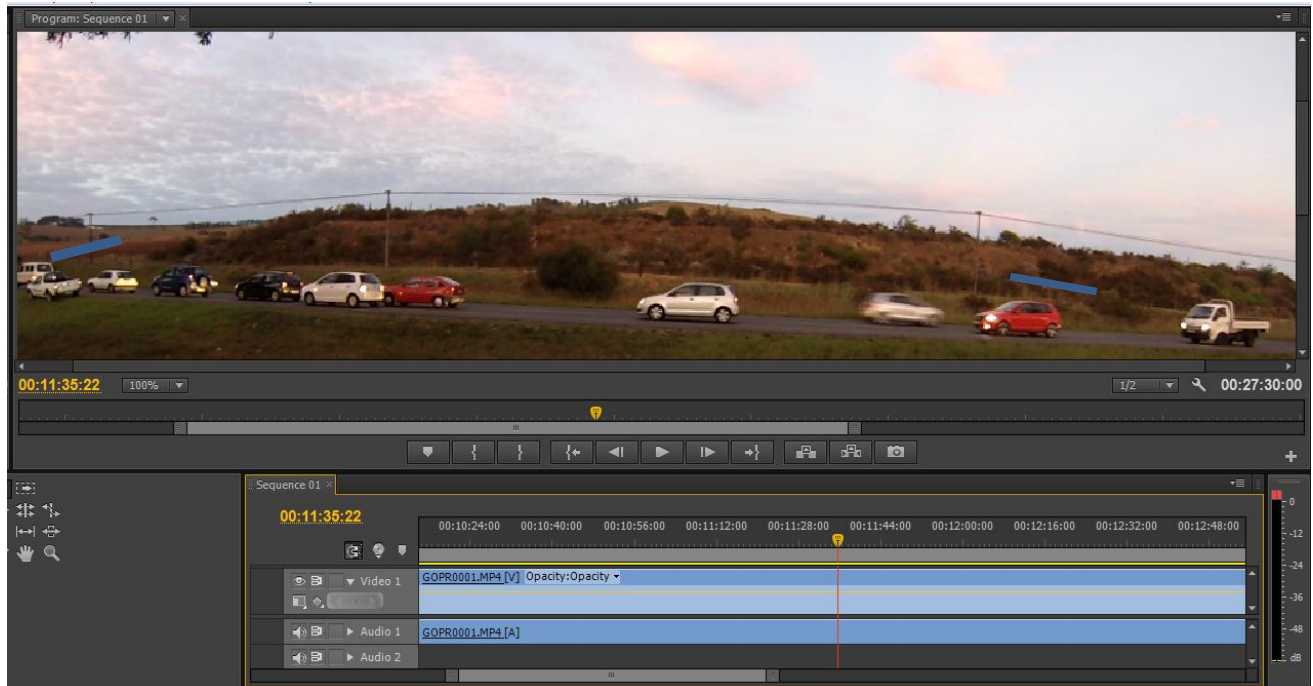 Program: Sequence 01
00:11:35:22 100% 1/2 00:27:30:00
Sequence 01
00:11:35:22
00:10:24:00 00:10:40:00 00:10:56:00 00:11:12:00 00:11:28:00 00:11:44:00 00:12:00:00 00:12:16:00 00:12:32:00 00:12:48:00
Video 1 GOPR0001.MP4 [V] Opacity:Opacity
Audio 1 GOPR0001.MP4 [A]
Audio 2
0
-12
-24
-36
-48
dB